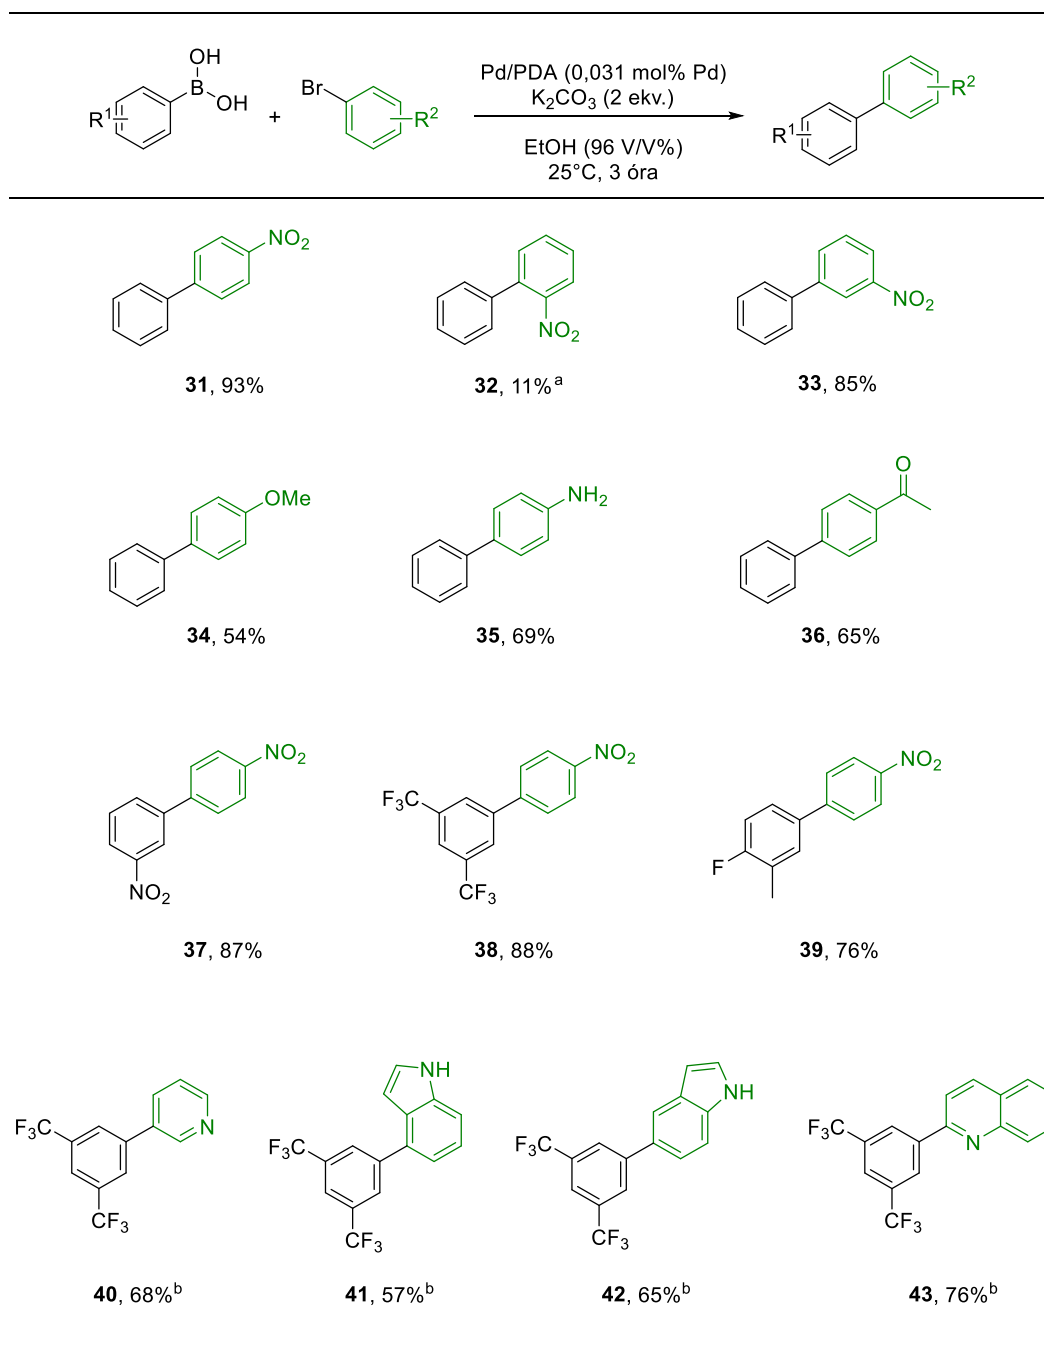 OH
B
OH
R¹
+
Br
R²
Pd/PDA (0,031 mol% Pd)
K₂CO₃ (2 ekv.)
EtOH (96 V/V%)
25°C, 3 óra
R¹
R²
NO₂
31, 93%
NO₂
32, 11%ᵃ
NO₂
33, 85%
OMe
34, 54%
NH₂
35, 69%
O
36, 65%
NO₂
NO₂
37, 87%
NO₂
F₃C
CF₃
38, 88%
NO₂
F
39, 76%
F₃C
N
CF₃
40, 68%ᵇ
NH
F₃C
CF₃
41, 57%ᵇ
NH
F₃C
CF₃
42, 65%ᵇ
F₃C
N
CF₃
43, 76%ᵇ